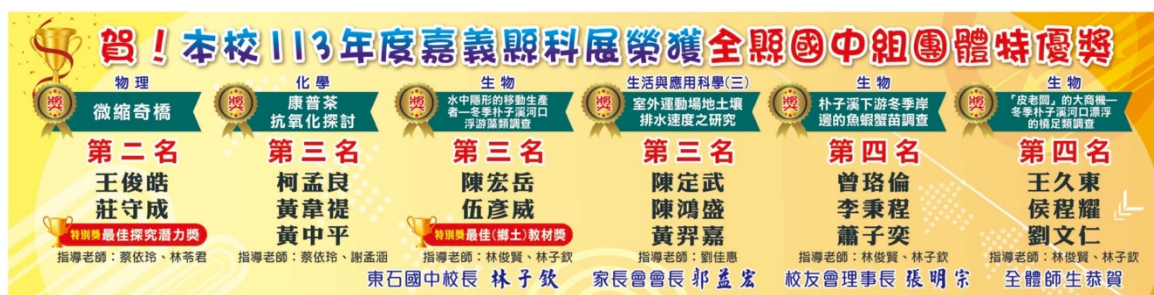 賀！本校113年度嘉義縣科展榮獲全縣國中組團體特優獎
物理
獎
微縮奇橋
第二名
王俊皓
莊守成
特別獎 最佳探究潛力獎
指導老師：蔡依玲、林苓君
化學
獎
康普茶
抗氧化探討
第三名
柯孟良
黃韋禔
黃中平
指導老師：蔡依玲、謝孟涵
生物
獎
水中隱形的移動生產
者—冬季朴子溪河口
浮游藻類調查
第三名
陳宏岳
伍彥威
特別獎 最佳(鄉土)教材獎
指導老師：林俊賢、林子欽
生活與應用科學(三)
獎
室外運動場地土壤
排水速度之研究
第三名
陳定武
陳鴻盛
黃羿嘉
指導老師：劉佳惠
生物
獎
朴子溪下游冬季岸
邊的魚蝦蟹苗調查
第四名
曾珞倫
李秉程
蕭子奕
指導老師：林俊賢、林子欽
生物
獎
「皮老闆」的大商機—
冬季朴子溪河口漂浮
的橈足類調查
第四名
王久東
侯程耀
劉文仁
指導老師：林俊賢、林子欽
東石國中校長 林子欽 家長會會長 郭益宏 校友會理事長 張明宗 全體師生恭賀